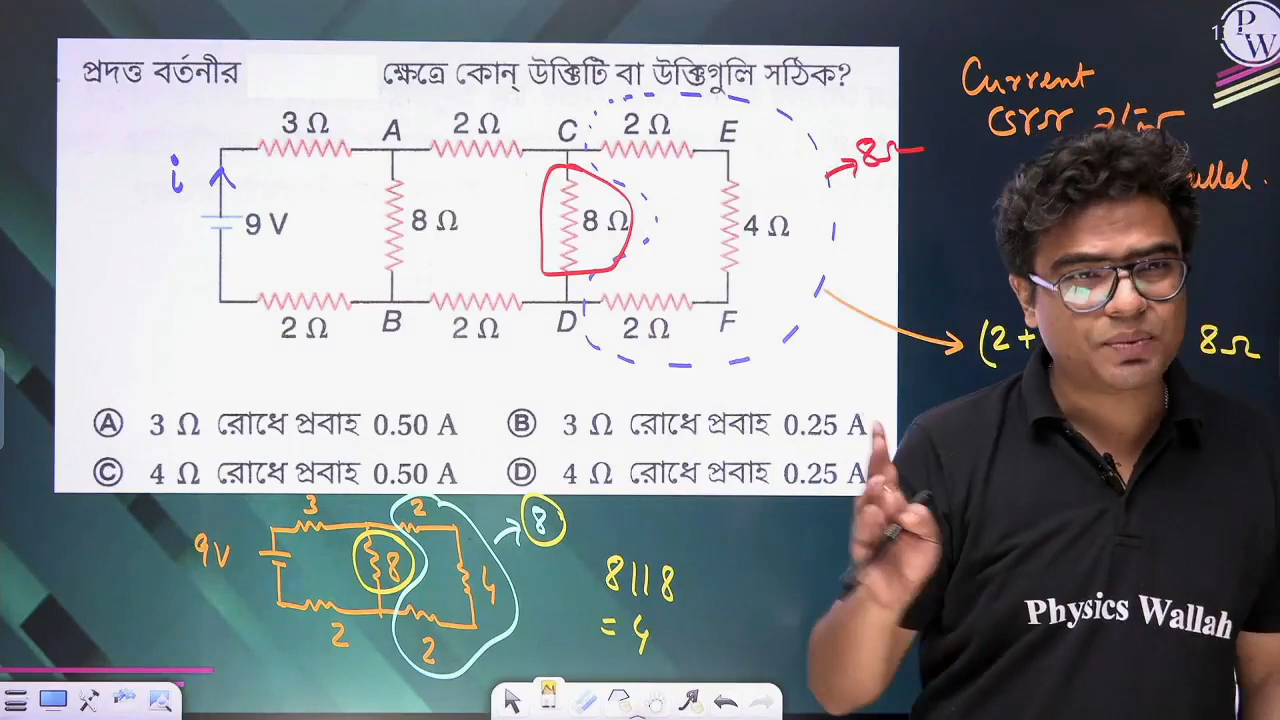 প্রদত্ত বর্তনীর ক্ষেত্রে কোন্ উক্তিটি বা উক্তিগুলি সঠিক?
3 Ω A 2 Ω C 2 Ω E
i 9 V 8 Ω 8 Ω 4 Ω
2 Ω B 2 Ω D 2 Ω F
8Ω
Ⓐ 3 Ω রোধে প্রবাহ 0.50 A Ⓑ 3 Ω রোধে প্রবাহ 0.25 A
Ⓒ 4 Ω রোধে প্রবাহ 0.50 A Ⓓ 4 Ω রোধে প্রবাহ 0.25 A
Current
(2+ 8Ω
3 2 8
9V 8 4
2 2
8||8
= 4
P
W
Physics Wallah